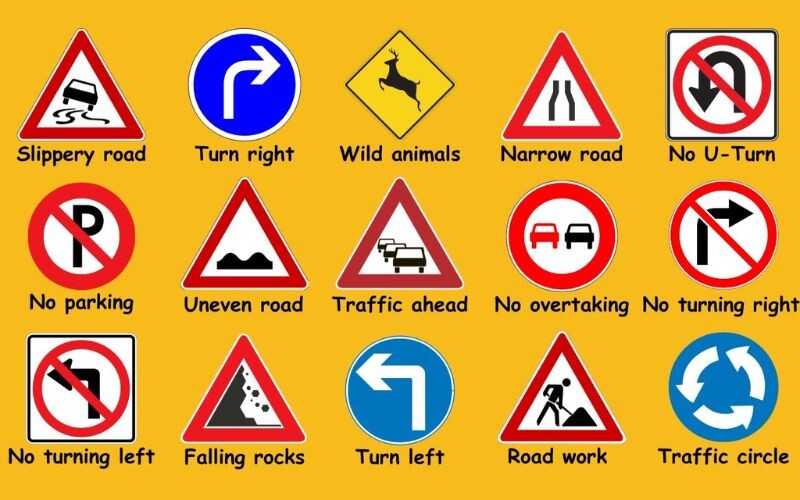 Slippery road
Turn right
Wild animals
Narrow road
No U-Turn
P
No parking
Uneven road
Traffic ahead
No overtaking
No turning right
No turning left
Falling rocks
Turn left
Road work
Traffic circle